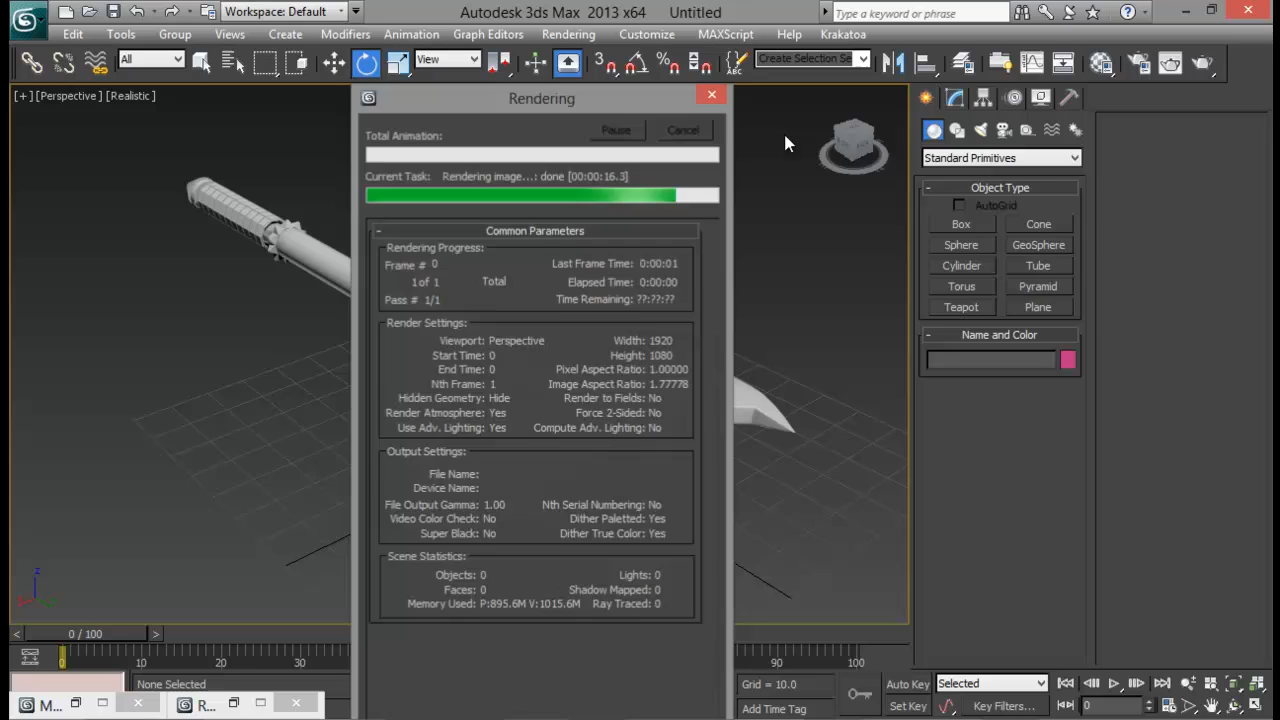 Workspace: Default
Autodesk 3ds Max 2013 x64 Untitled
Type a keyword or phrase
Edit Tools Group Views Create Modifiers Animation Graph Editors Rendering Customize MAXScript Help Krakatoa
All
View
3
ABC
Create Selection Se
[+] [Perspective] [Realistic]
Rendering
Total Animation:
Pause
Cancel
Current Task: Rendering image...: done [00:00:16.3]
Common Parameters
Rendering Progress:
Frame # 0
Last Frame Time: 0:00:01
1 of 1 Total
Elapsed Time: 0:00:00
Pass # 1/1
Time Remaining: ??:??:??
Render Settings:
Viewport: Perspective
Width: 1920
Start Time: 0
Height: 1080
End Time: 0
Pixel Aspect Ratio: 1.00000
Nth Frame: 1
Image Aspect Ratio: 1.77778
Hidden Geometry: Hide
Render to Fields: No
Render Atmosphere: Yes
Force 2-Sided: No
Use Adv. Lighting: Yes
Compute Adv. Lighting: No
Output Settings:
File Name:
Device Name:
File Output Gamma: 1.00
Nth Serial Numbering: No
Video Color Check: No
Dither Paletted: Yes
Super Black: No
Dither True Color: Yes
Scene Statistics:
Objects: 0
Lights: 0
Faces: 0
Shadow Mapped: 0
Memory Used: P:895.6M V:1015.6M
Ray Traced: 0
Standard Primitives
Object Type
AutoGrid
Box Cone
Sphere GeoSphere
Cylinder Tube
Torus Pyramid
Teapot Plane
Name and Color
z
0 / 100
0 10 20 30 90 100
None Selected
Grid = 10.0
Auto Key
Selected
M...
R...
Add Time Tag
Set Key
Key Filters...
0